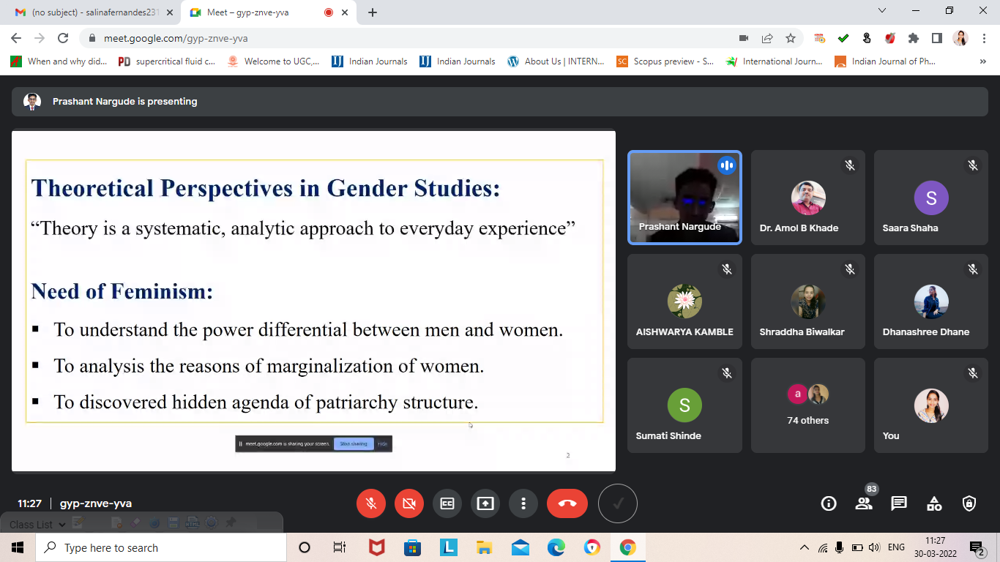 (no subject) - salinafernandes231
Meet – gyp-znve-yva
meet.google.com/gyp-znve-yva
When and why did...
PD supercritical fluid c...
Welcome to UGC,...
IJ Indian Journals
IJ Indian Journals
About Us | INTERN...
SC Scopus preview - S...
International Journ...
Indian Journal of Ph...
Prashant Nargude is presenting
Theoretical Perspectives in Gender Studies:
“Theory is a systematic, analytic approach to everyday experience”
Need of Feminism:
▪ To understand the power differential between men and women.
▪ To analysis the reasons of marginalization of women.
▪ To discovered hidden agenda of patriarchy structure.
meet.google.com is sharing your screen. Stop sharing Hide
2
Prashant Nargude
Dr. Amol B Khade
S
Saara Shaha
AISHWARYA KAMBLE
Shraddha Biwalkar
Dhanashree Dhane
S
Sumati Shinde
a
74 others
You
11:27 | gyp-znve-yva
CC
83
Class List
HTML
Type here to search
L
ENG
11:27
30-03-2022
2